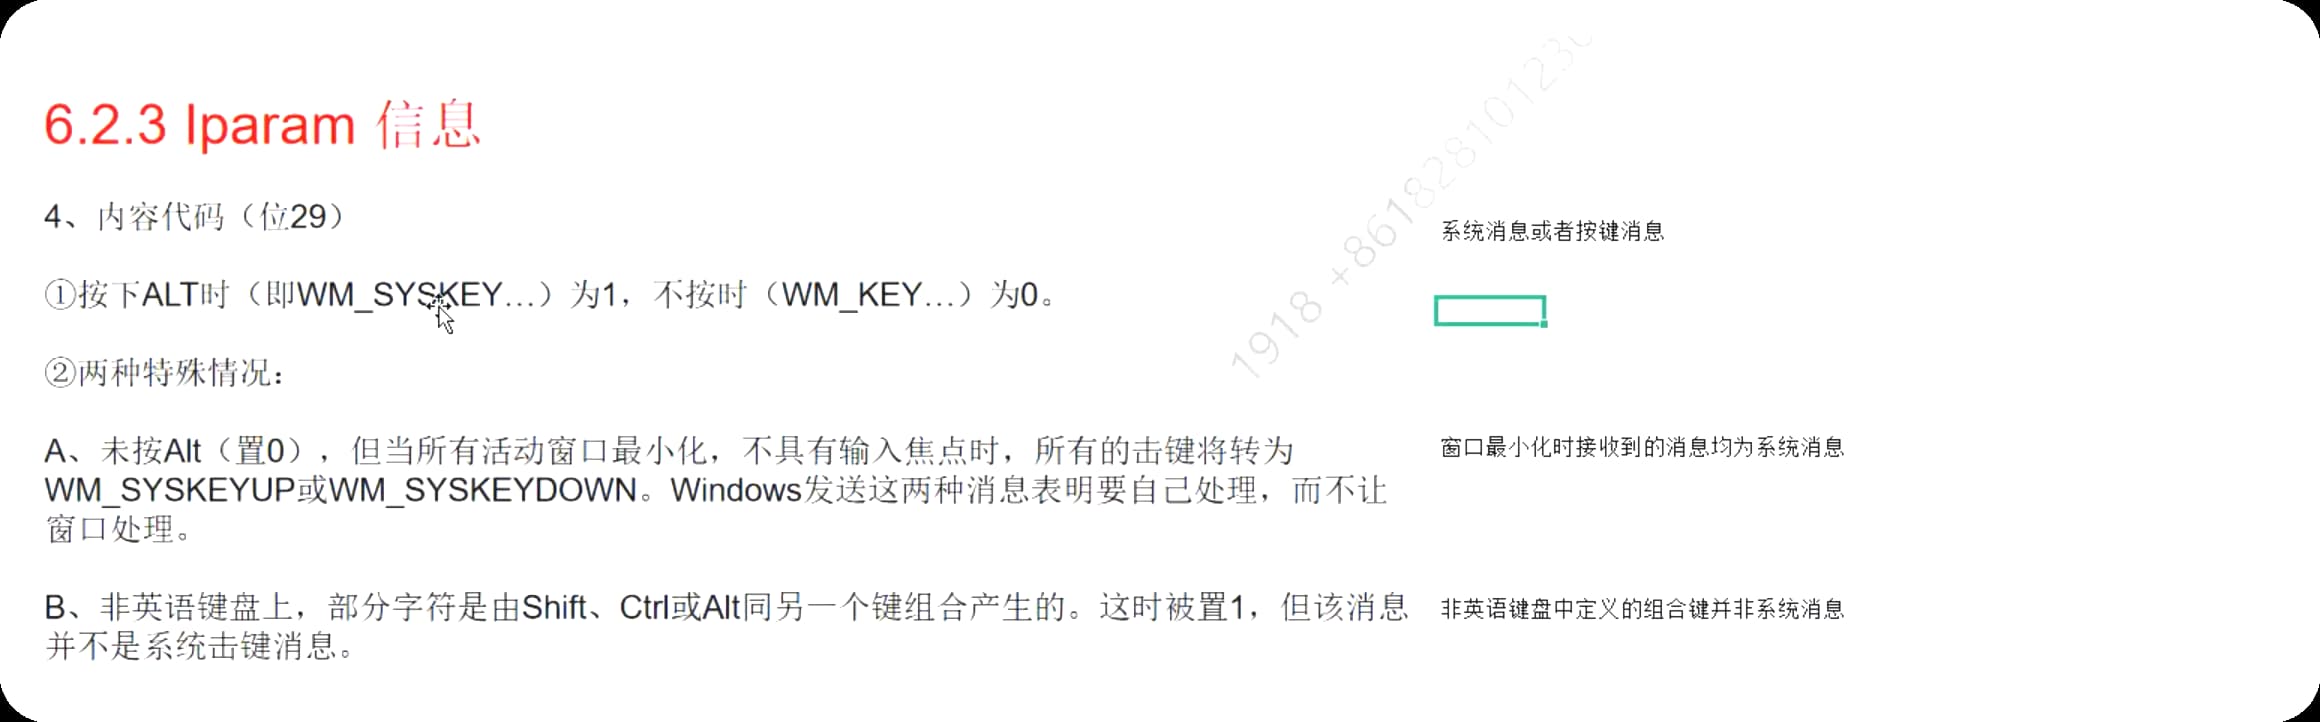 6.2.3 lparam 信息
4、内容代码（位29）
系统消息或者按键消息
①按下ALT时（即WM_SYSKEY...）为1，不按时（WM_KEY...）为0。
②两种特殊情况：
A、未按Alt（置0），但当所有活动窗口最小化，不具有输入焦点时，所有的击键将转为
WM_SYSKEYUP或WM_SYSKEYDOWN。Windows发送这两种消息表明要自己处理，而不让
窗口处理。
窗口最小化时接收到的消息均为系统消息
B、非英语键盘上，部分字符是由Shift、Ctrl或Alt同另一个键组合产生的。这时被置1，但该消息
并不是系统击键消息。
非英语键盘中定义的组合键并非系统消息
1918